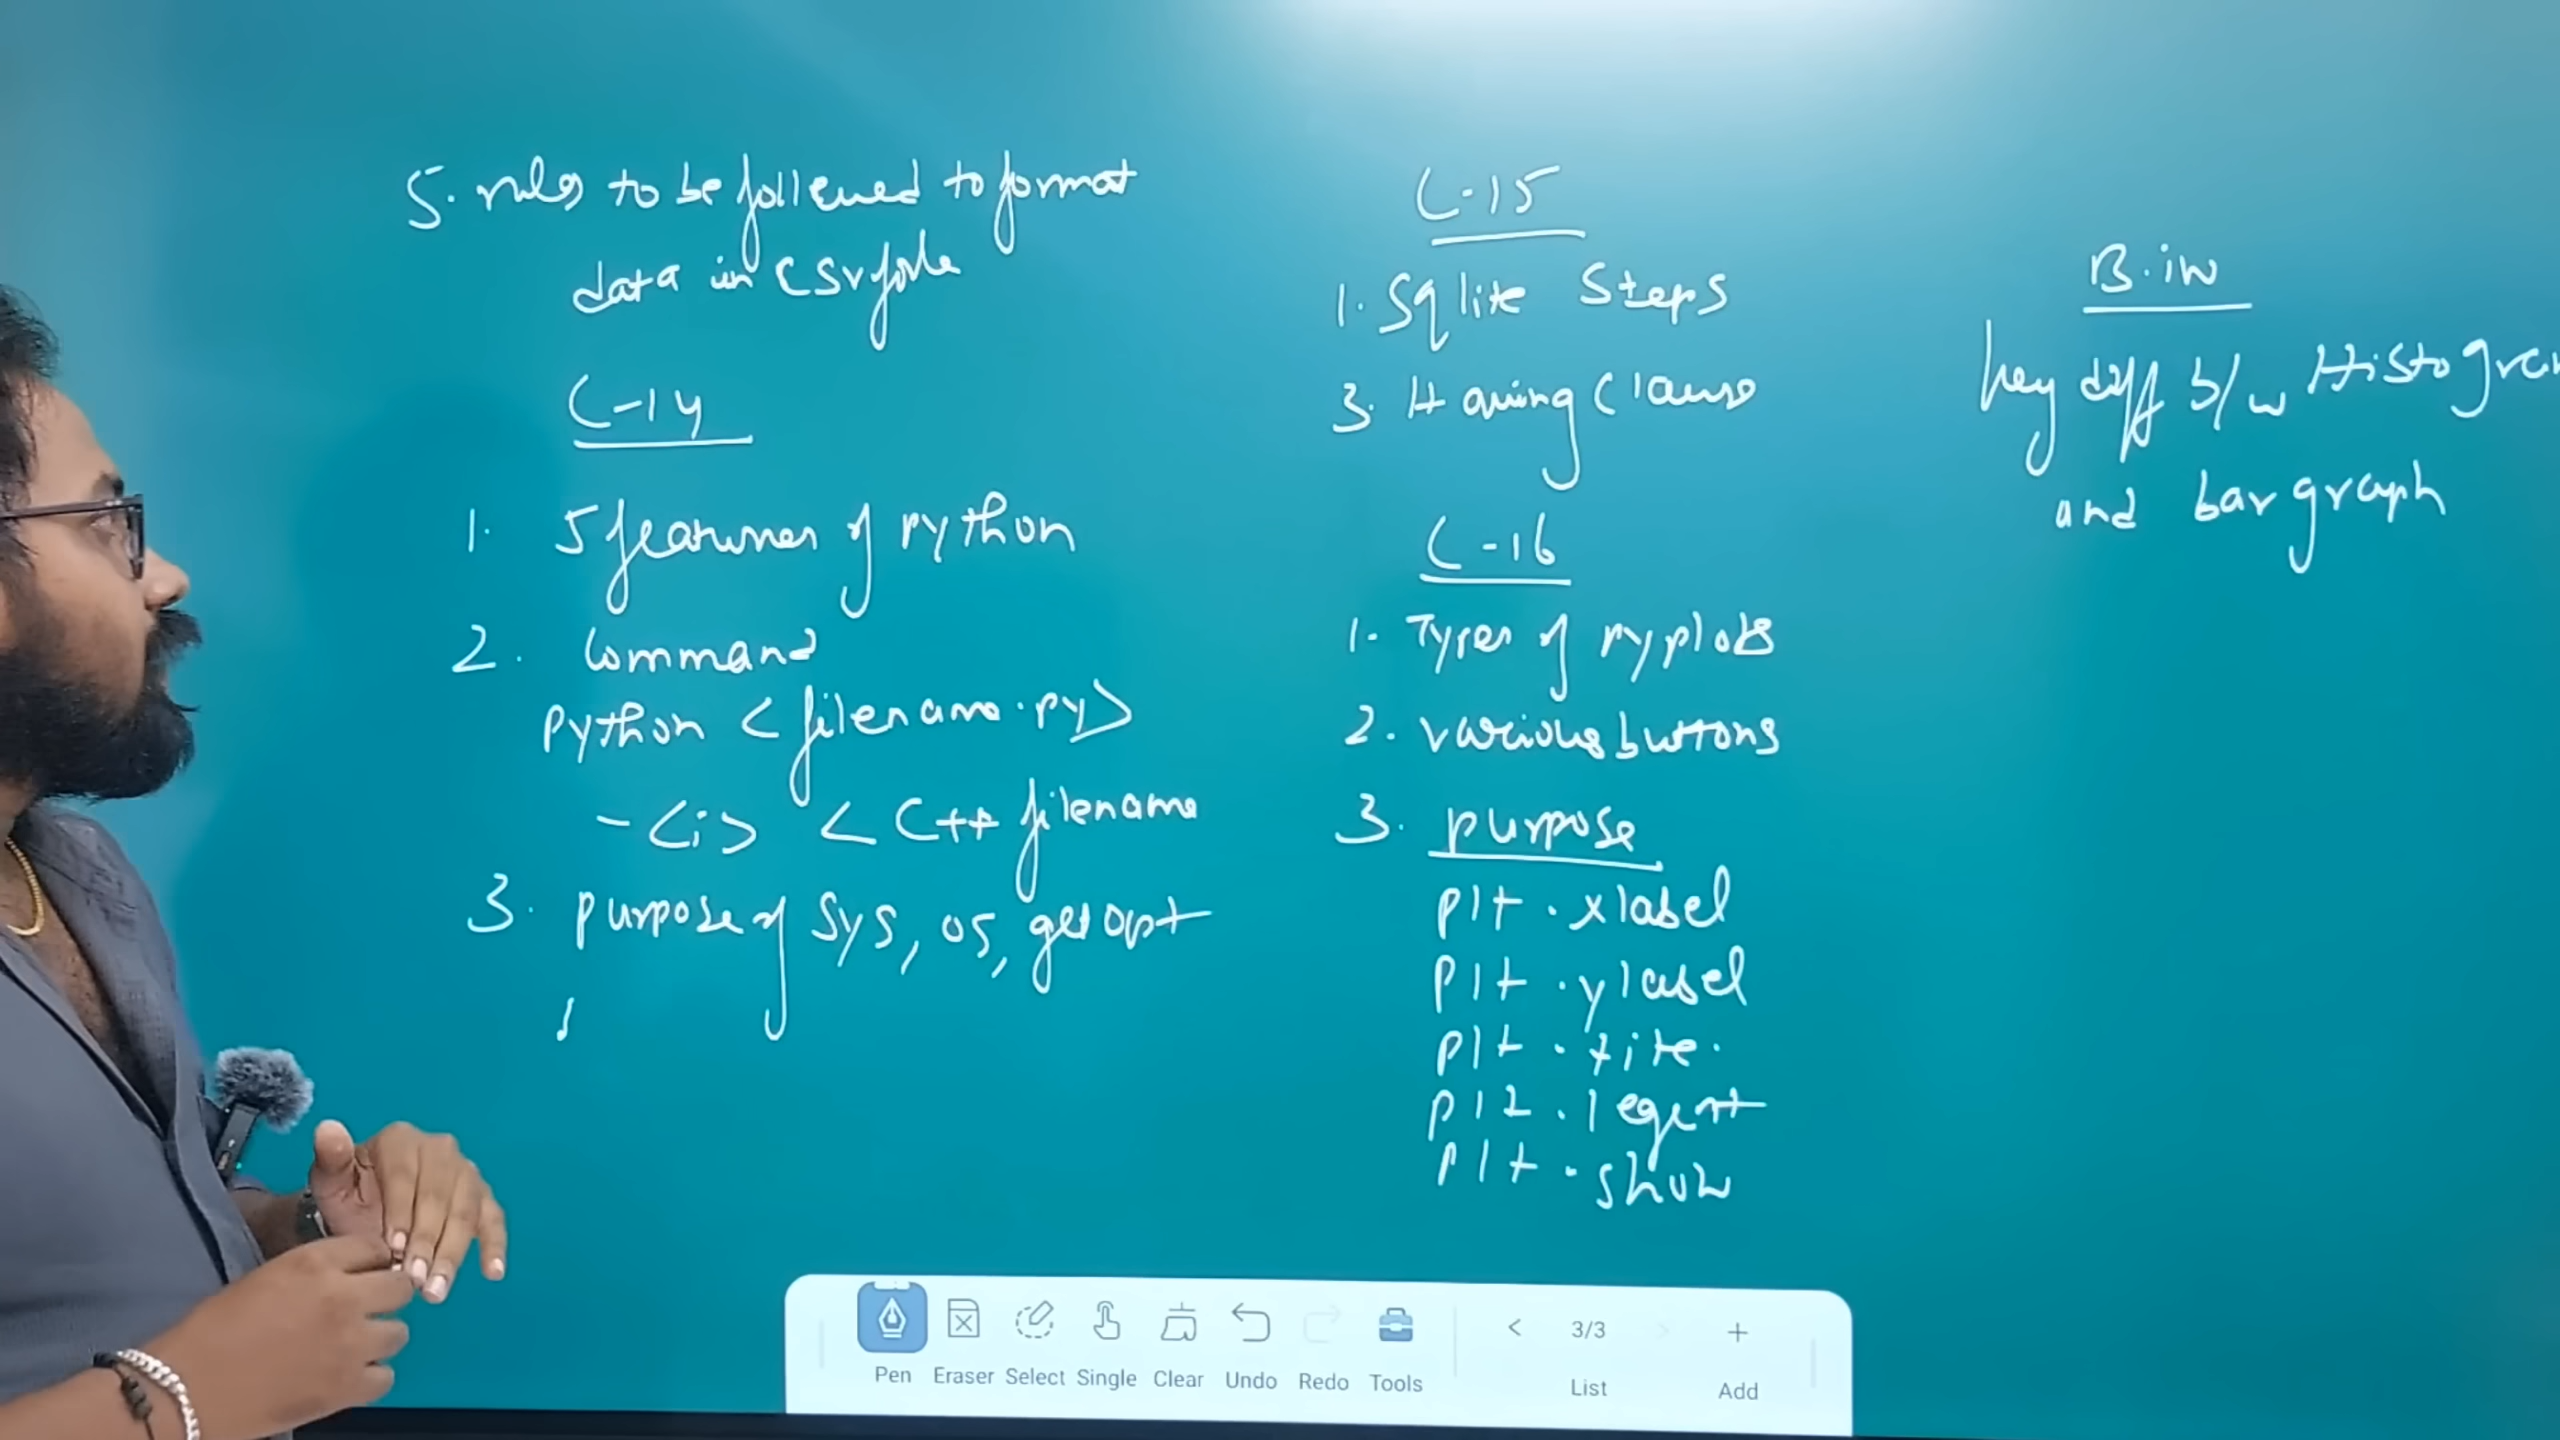 5. rules to be followed to format
data in CSV file
C-14
1. 5 features of python
2. Command
Python <filename.py>
-<i> <C++ filename
3. purpose of sys, os, getopt
C-15
1. Sqlite Steps
3. Having Clause
C-16
1. Types of pyplots
2. various buttons
3. purpose
plt.xlabel
plt.ylabel
plt.title.
plt.legent
plt.show
B.iw
key diff b/w Histogram
and bar graph
Pen Eraser Select Single Clear Undo Redo Tools < 3/3 List + Add